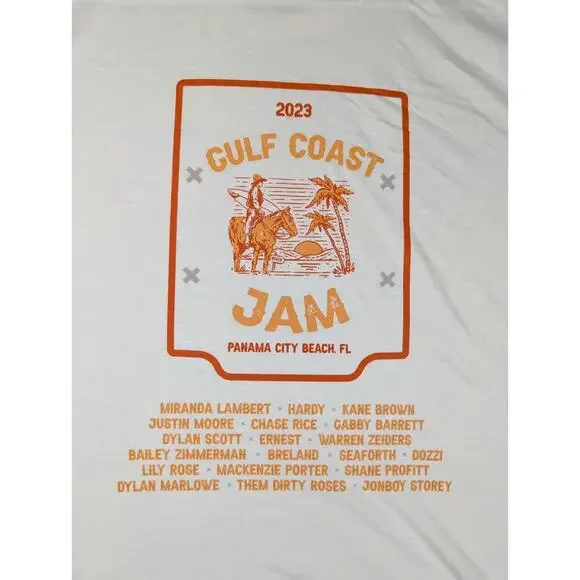 2023
GULF COAST
JAM
PANAMA CITY BEACH, FL
MIRANDA LAMBERT × HARDY × KANE BROWN
JUSTIN MOORE × CHASE RICE × GABBY BARRETT
DYLAN SCOTT × ERNEST × WARREN ZEIDERS
BAILEY ZIMMERMAN × BRELAND × SEAFORTH × DOZZI
LILY ROSE × MACKENZIE PORTER × SHANE PROFITT
DYLAN MARLOWE × THEM DIRTY ROSES × JONBOY STOREY